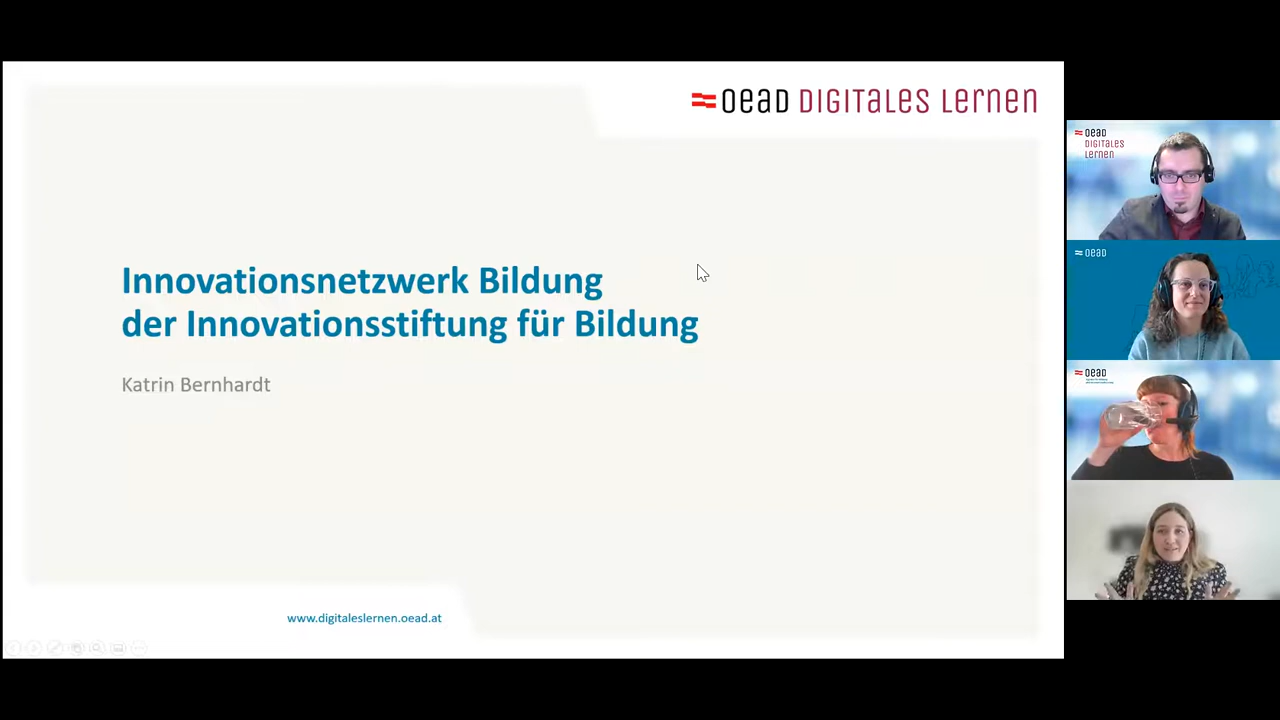 OEAD DIGITALES LERNEN
Innovationsnetzwerk Bildung
der Innovationsstiftung für Bildung
Katrin Bernhardt
www.digitaleslernen.oead.at
OEAD
DIGITALES
LERNEN
OEAD
OEAD